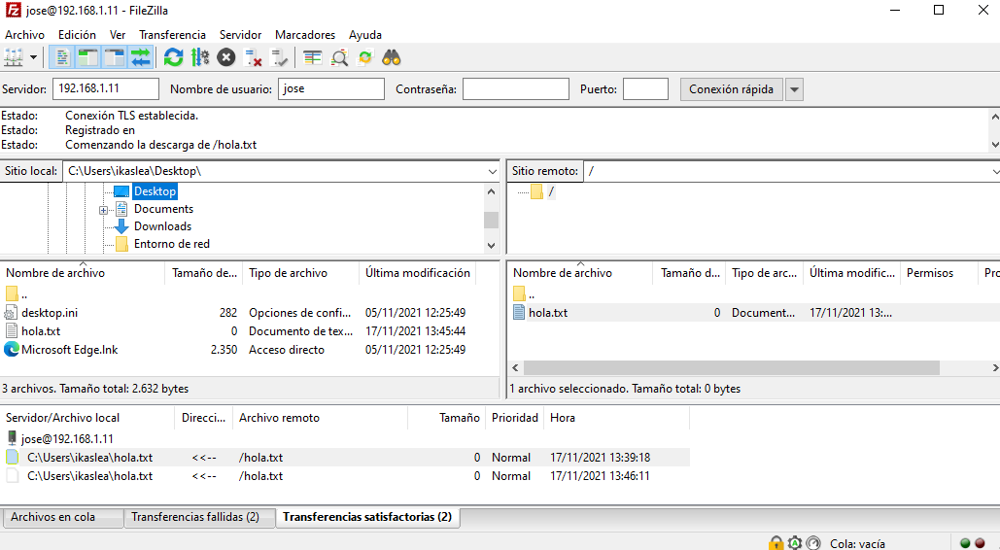 jose@192.168.1.11 - FileZilla
Archivo Edición Ver Transferencia Servidor Marcadores Ayuda
Servidor: 192.168.1.11 Nombre de usuario: jose Contraseña: Puerto: Conexión rápida
Estado: Conexión TLS establecida.
Estado: Registrado en
Estado: Comenzando la descarga de /hola.txt
Sitio local: C:\Users\ikaslea\Desktop\ Sitio remoto: /
Desktop /
Documents
Downloads
Entorno de red
Nombre de archivo Tamaño de... Tipo de archivo Última modificación Nombre de archivo Tamaño d... Tipo de arc... Última modific... Permisos Pro
.. ..
desktop.ini 282 Opciones de confi... 05/11/2021 12:25:49 hola.txt 0 Document... 17/11/2021 13:...
hola.txt 0 Documento de tex... 17/11/2021 13:45:44
Microsoft Edge.lnk 2.350 Acceso directo 05/11/2021 12:25:49
3 archivos. Tamaño total: 2.632 bytes 1 archivo seleccionado. Tamaño total: 0 bytes
Servidor/Archivo local Direcci... Archivo remoto Tamaño Prioridad Hora
jose@192.168.1.11
C:\Users\ikaslea\hola.txt <<-- /hola.txt 0 Normal 17/11/2021 13:39:18
C:\Users\ikaslea\hola.txt <<-- /hola.txt 0 Normal 17/11/2021 13:46:11
Archivos en cola Transferencias fallidas (2) Transferencias satisfactorias (2)
Cola: vacía